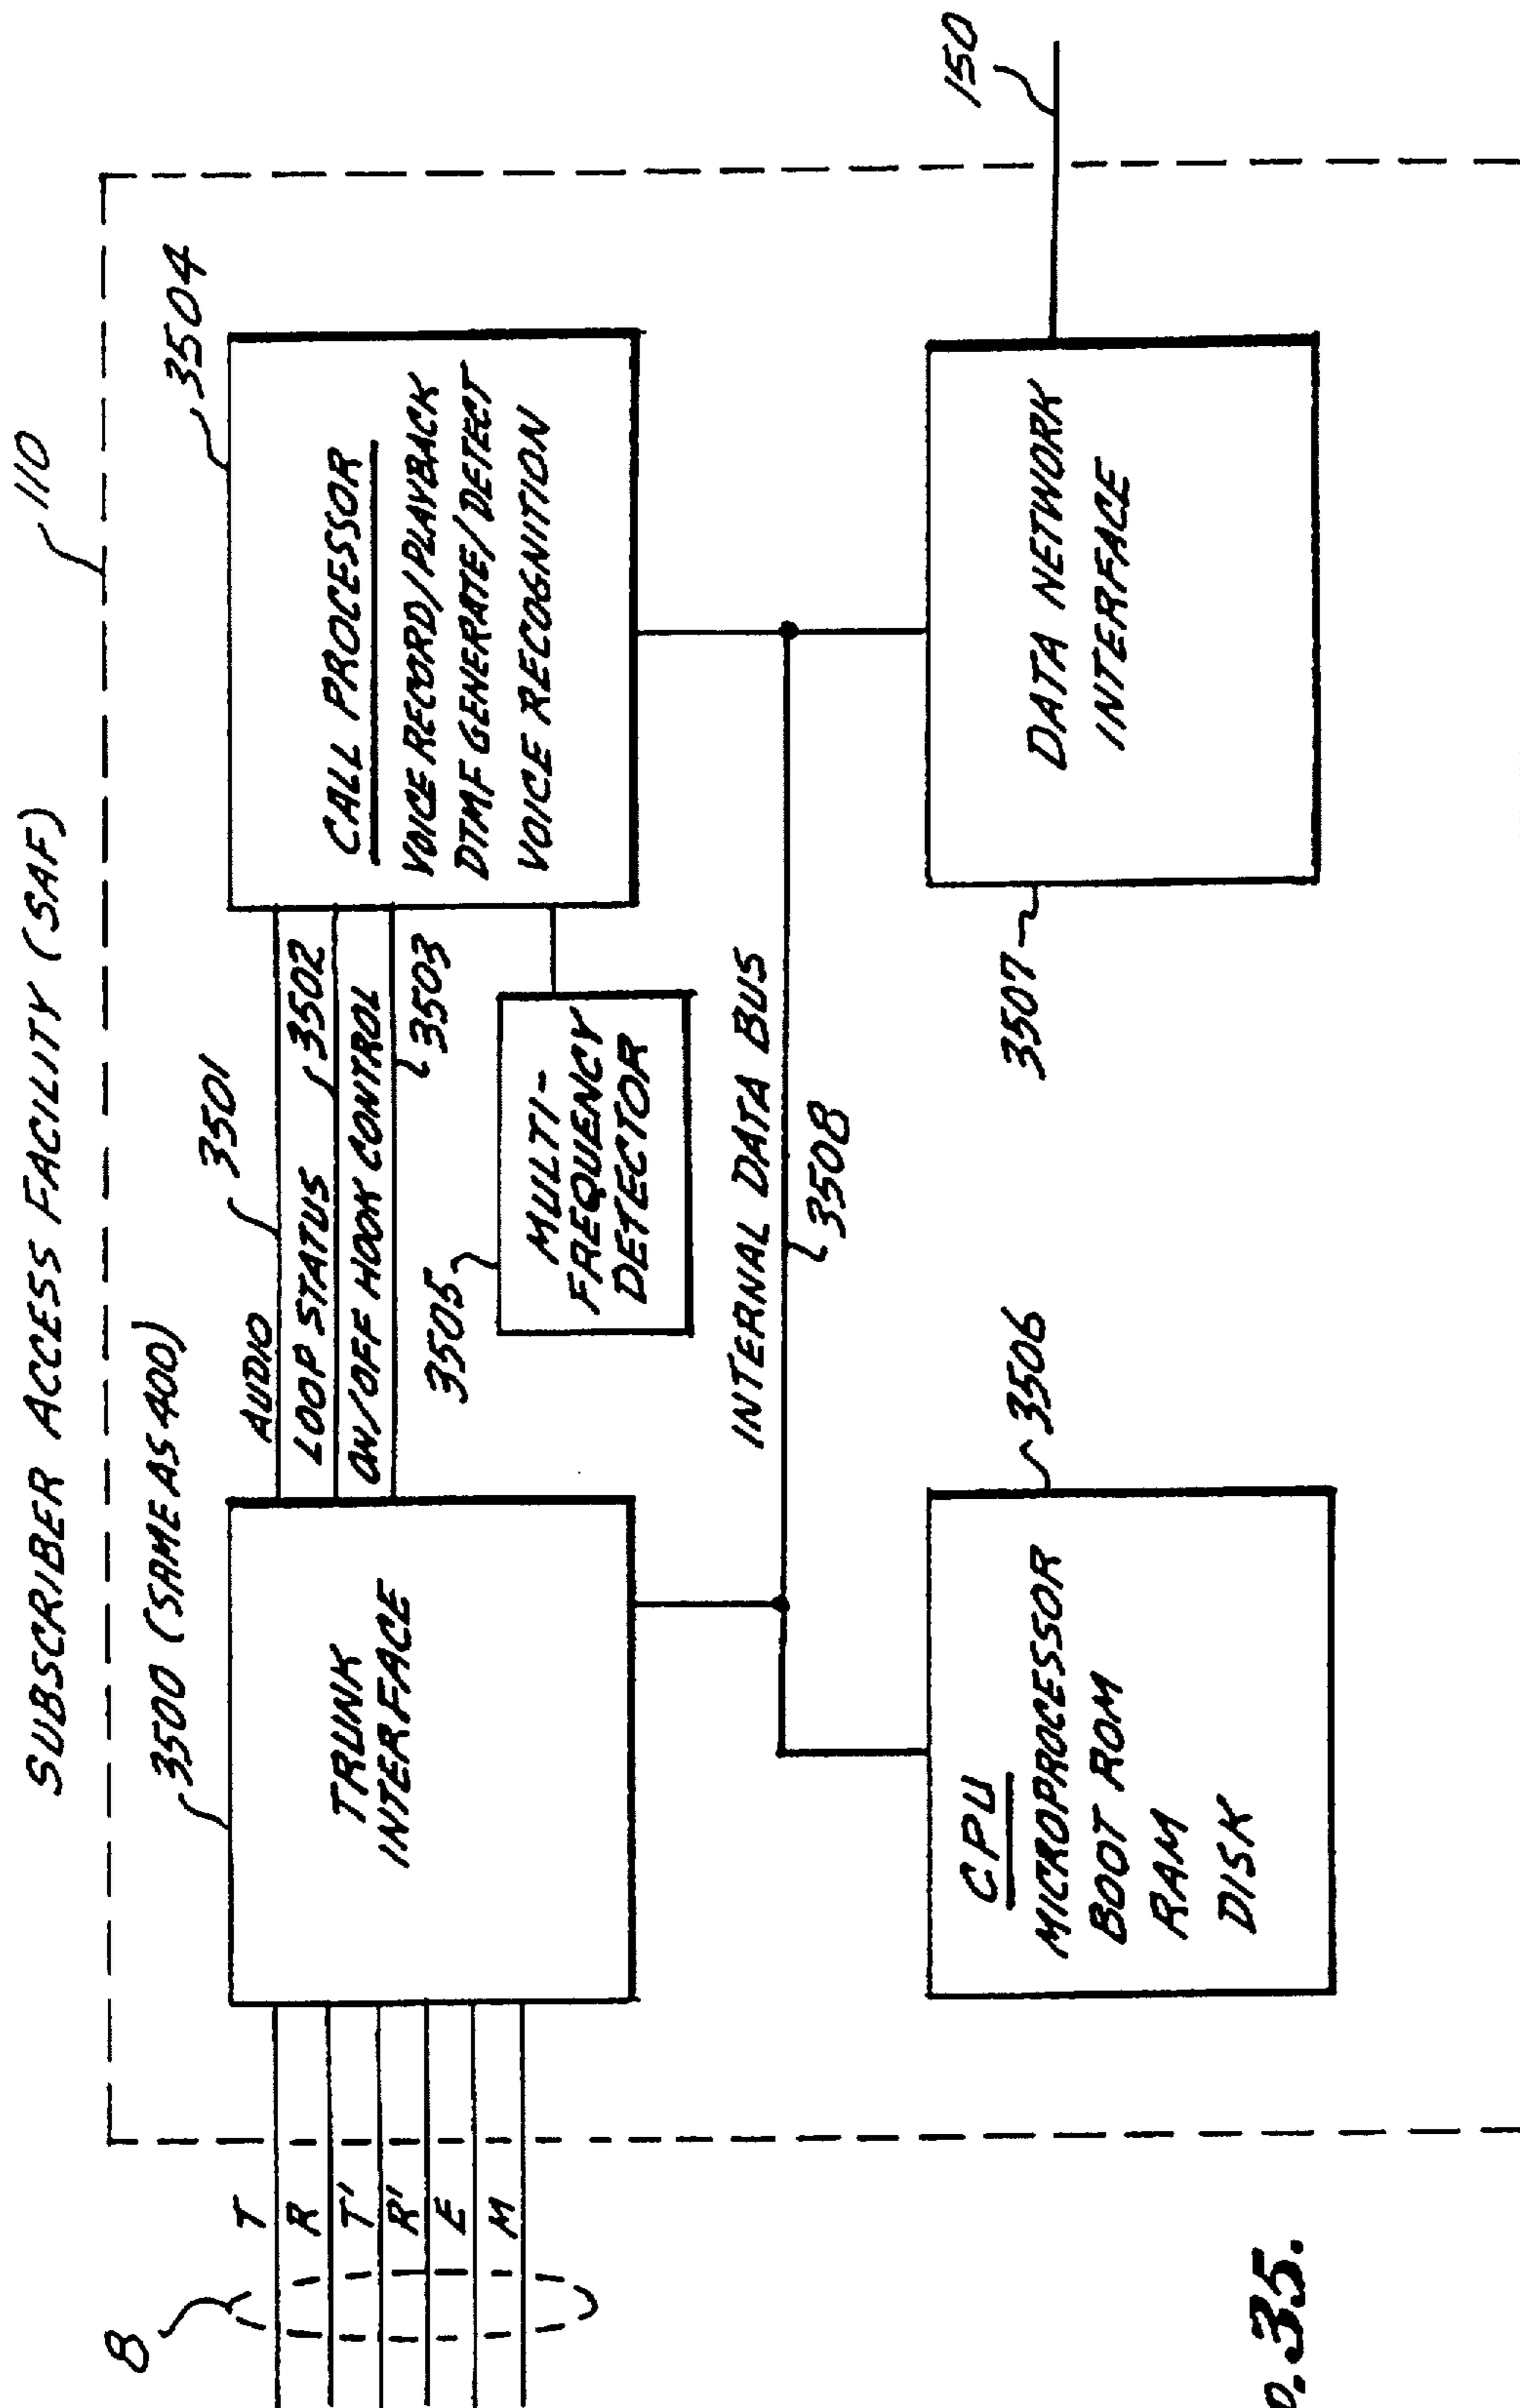 SUBSCRIBER ACCESS FACILITY (SAF)
110
3500 (SAME AS 400)
3501
3504
8
T
R
T'
R'
E
M
TRUNK
INTERFACE
AUDIO
LOOP STATUS
3502
ON/OFF HOOK CONTROL
3503
CALL PROCESSOR
VOICE RECORD/PLAYBACK
DTMF GENERATE/DETECT
VOICE RECOGNITION
3505
MULTI-
FREQUENCY
DETECTOR
INTERNAL DATA BUS
3508
150
3506
CPU
MICROPROCESSOR
BOOT ROM
RAM
DISK
3507
DATA NETWORK
INTERFACE
35.